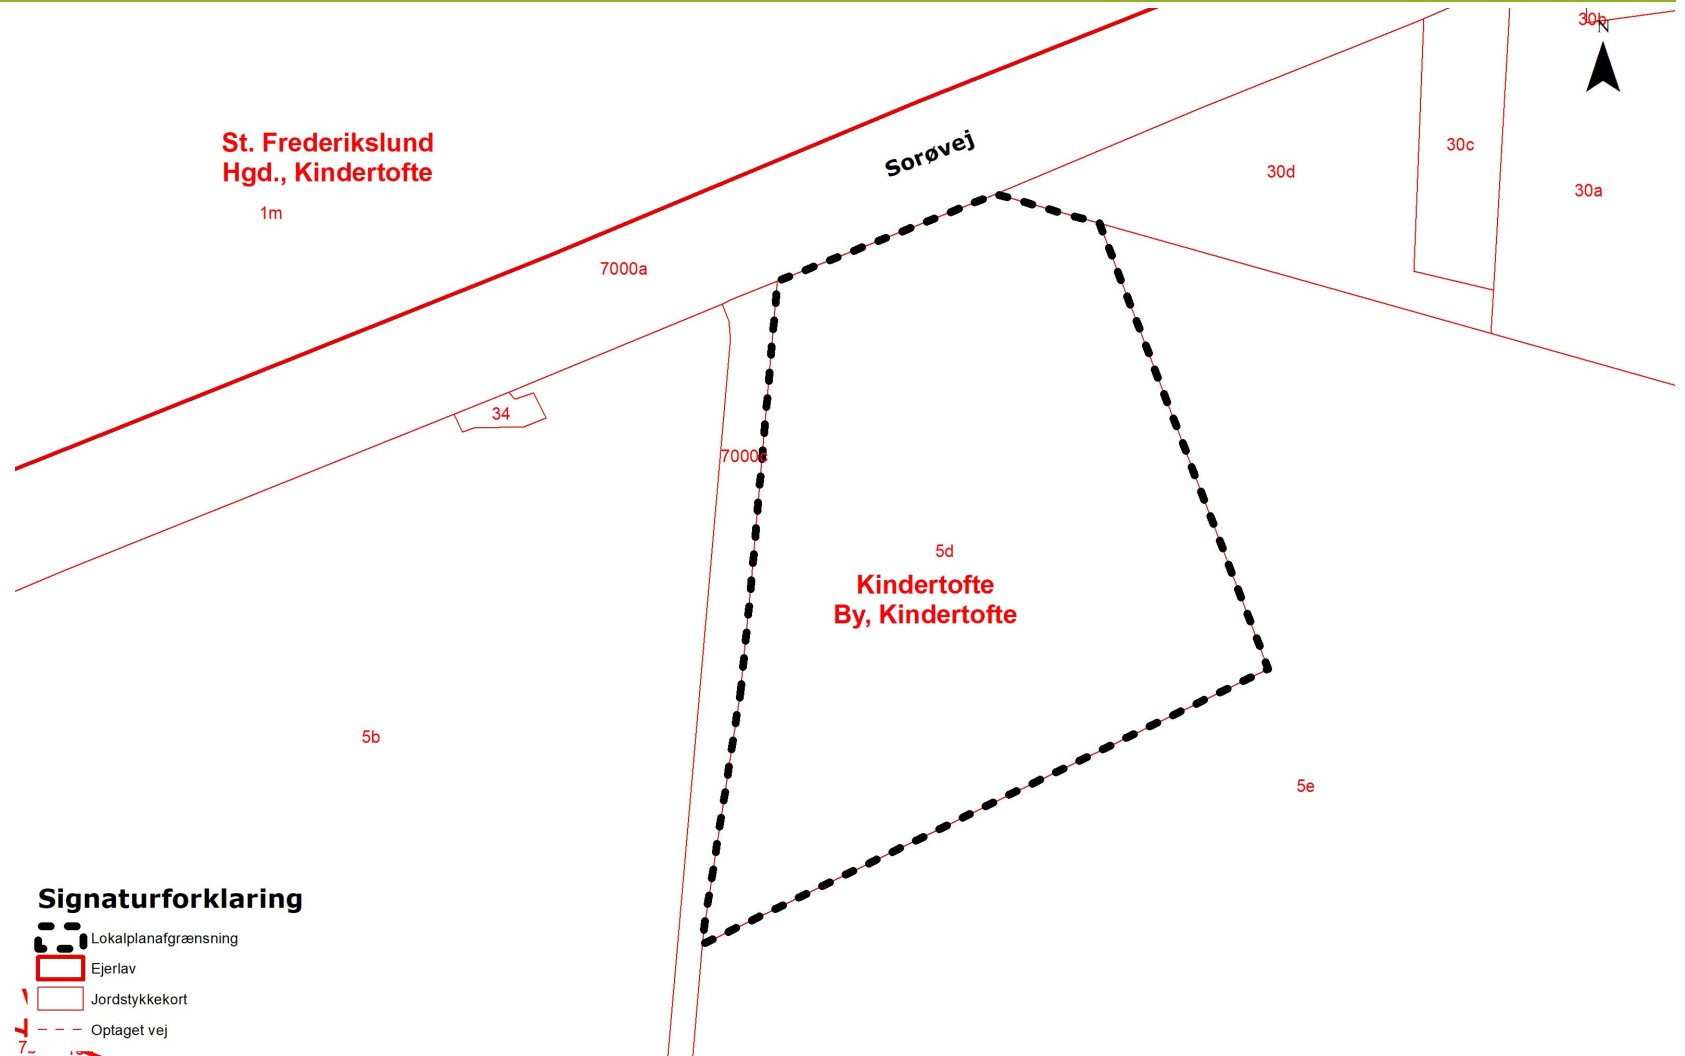 30b
N
St. Frederikslund
Hgd., Kindertofte
1m
Sorøvej
30c
30d
30a
7000a
34
7000c
5d
Kindertofte
By, Kindertofte
5b
5e
Signaturforklaring
Lokalplanafgrænsning
Ejerlav
Jordstykkekort
Optaget vej